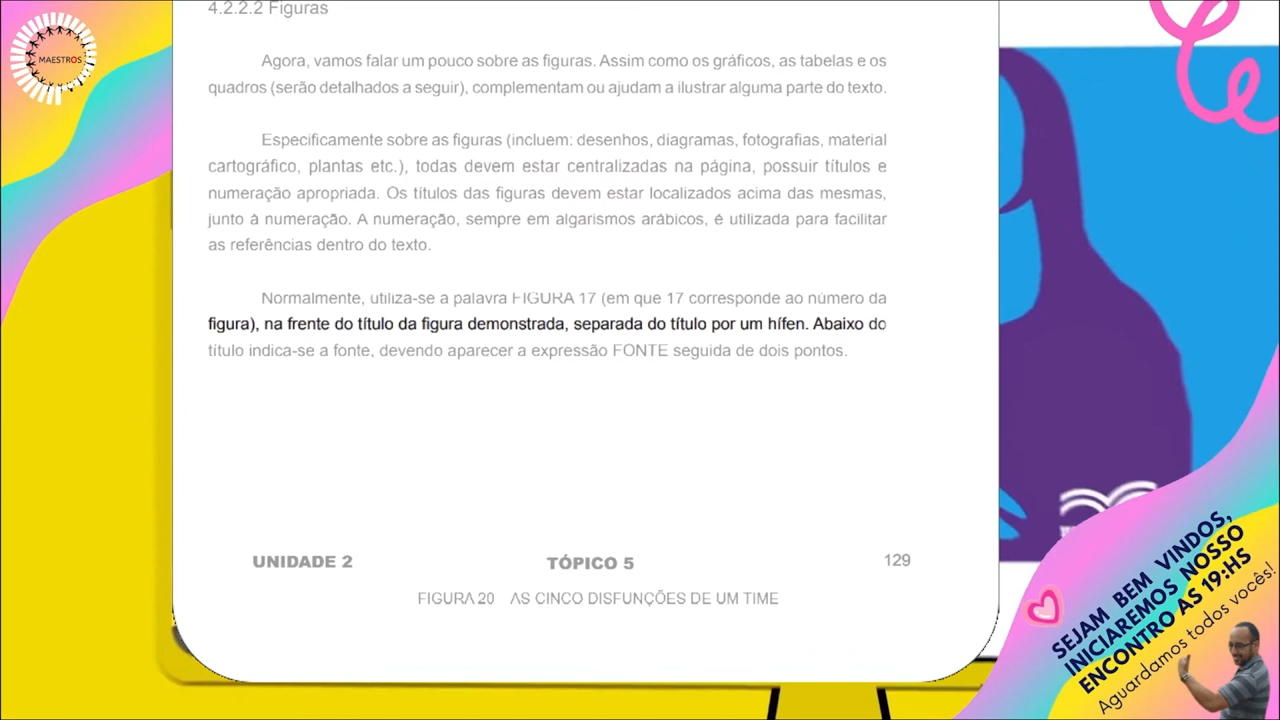 MAESTROS
4.2.2.2 Figuras
Agora, vamos falar um pouco sobre as figuras. Assim como os gráficos, as tabelas e os
quadros (serão detalhados a seguir), complementam ou ajudam a ilustrar alguma parte do texto.
Especificamente sobre as figuras (incluem: desenhos, diagramas, fotografias, material
cartográfico, plantas etc.), todas devem estar centralizadas na página, possuir títulos e
numeração apropriada. Os títulos das figuras devem estar localizados acima das mesmas,
junto à numeração. A numeração, sempre em algarismos arábicos, é utilizada para facilitar
as referências dentro do texto.
Normalmente, utiliza-se a palavra FIGURA 17 (em que 17 corresponde ao número da
figura), na frente do título da figura demonstrada, separada do título por um hífen. Abaixo do
título indica-se a fonte, devendo aparecer a expressão FONTE seguida de dois pontos.
UNIDADE 2 TÓPICO 5 129
FIGURA 20 AS CINCO DISFUNÇÕES DE UM TIME
SEJAM BEM VINDOS,
INICIAREMOS NOSSO
ENCONTRO AS 19:HS
Aguardamos todos vocês!